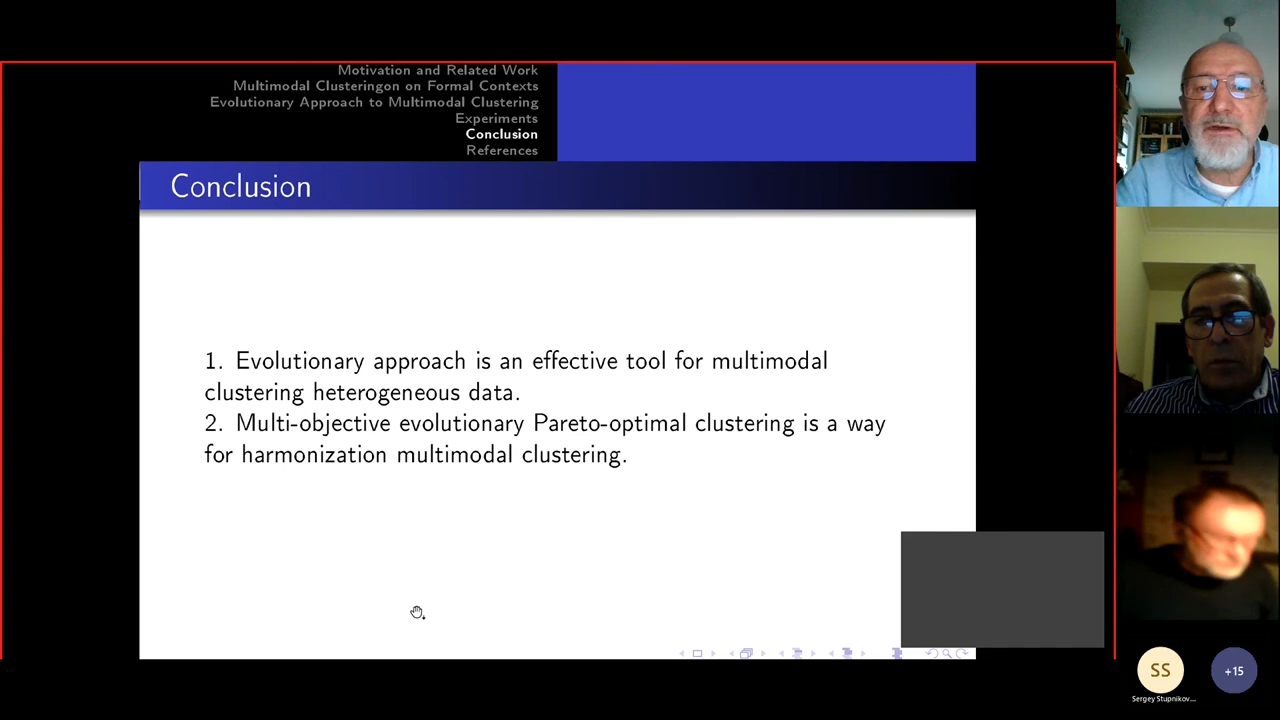 Motivation and Related Work
Multimodal Clusteringon on Formal Contexts
Evolutionary Approach to Multimodal Clustering
Experiments
Conclusion
References
Conclusion
1. Evolutionary approach is an effective tool for multimodal
clustering heterogeneous data.
2. Multi-objective evolutionary Pareto-optimal clustering is a way
for harmonization multimodal clustering.
SS
+15
Sergey Stupnikov...